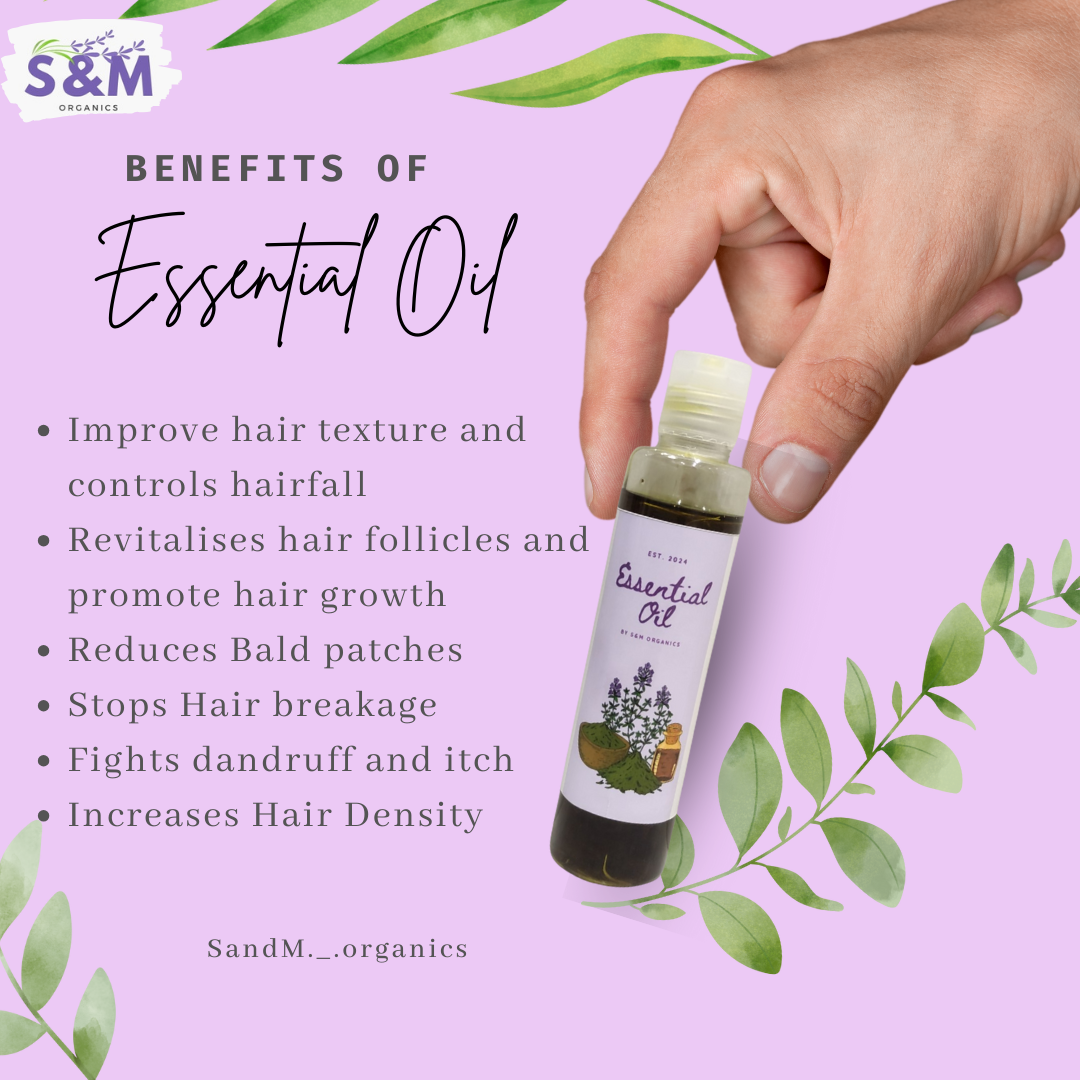 S&M
ORGANICS
BENEFITS OF
Essential Oil
• Improve hair texture and
controls hairfall
• Revitalises hair follicles and
promote hair growth
• Reduces Bald patches
• Stops Hair breakage
• Fights dandruff and itch
• Increases Hair Density
EST. 2024
Essential
Oil
BY S&M ORGANICS
SandM._.organics